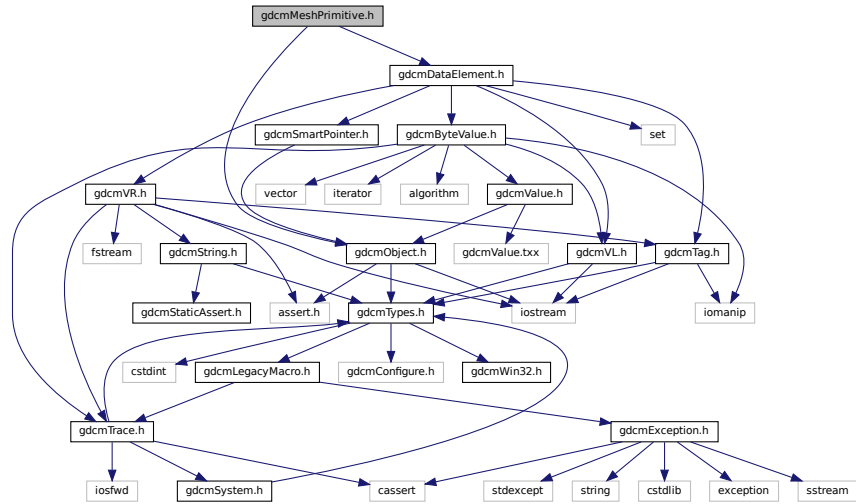 gdcmMeshPrimitive.h
gdcmDataElement.h
gdcmSmartPointer.h
gdcmByteValue.h
set
gdcmVR.h
vector
iterator
algorithm
gdcmValue.h
fstream
gdcmString.h
gdcmObject.h
gdcmValue.txx
gdcmVL.h
gdcmTag.h
gdcmStaticAssert.h
assert.h
gdcmTypes.h
iostream
iomanip
cstdint
gdcmLegacyMacro.h
gdcmConfigure.h
gdcmWin32.h
gdcmTrace.h
gdcmException.h
iosfwd
gdcmSystem.h
cassert
stdexcept
string
cstdlib
exception
sstream